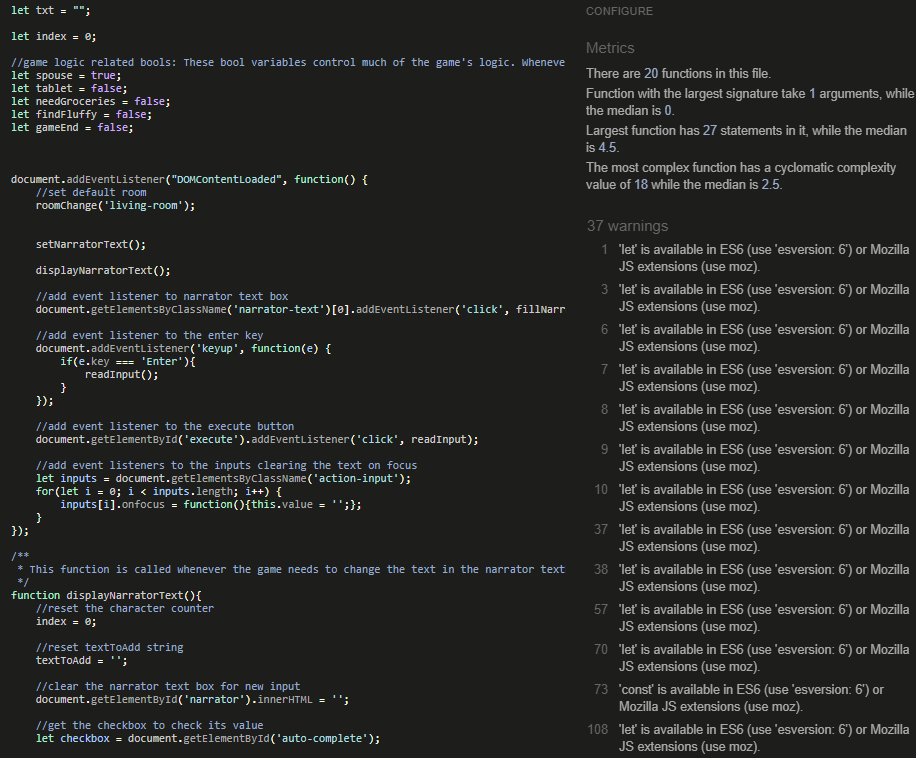 let txt = "";
let index = 0;
//game logic related bools: These bool variables control much of the game's logic. Wheneve
let spouse = true;
let tablet = false;
let needGroceries = false;
let findFluffy = false;
let gameEnd = false;
document.addEventListener("DOMContentLoaded", function() {
//set default room
roomChange('living-room');
setNarratorText();
displayNarratorText();
//add event listener to narrator text box
document.getElementsByClassName('narrator-text')[0].addEventListener('click', fillNarr
//add event listener to the enter key
document.addEventListener('keyup', function(e) {
if(e.key === 'Enter'){
readInput();
}
});
//add event listener to the execute button
document.getElementById('execute').addEventListener('click', readInput);
//add event listeners to the inputs clearing the text on focus
let inputs = document.getElementsByClassName('action-input');
for(let i = 0; i < inputs.length; i++) {
inputs[i].onfocus = function(){this.value = '';};
}
});
/**
* This function is called whenever the game needs to change the text in the narrator text
*/
function displayNarratorText(){
//reset the character counter
index = 0;
//reset textToAdd string
textToAdd = '';
//clear the narrator text box for new input
document.getElementById('narrator').innerHTML = '';
//get the checkbox to check its value
let checkbox = document.getElementById('auto-complete');
CONFIGURE
Metrics
There are 20 functions in this file.
Function with the largest signature take 1 arguments, while
the median is 0.
Largest function has 27 statements in it, while the median
is 4.5.
The most complex function has a cyclomatic complexity
value of 18 while the median is 2.5.
37 warnings
1 'let' is available in ES6 (use 'esversion: 6') or Mozilla
JS extensions (use moz).
3 'let' is available in ES6 (use 'esversion: 6') or Mozilla
JS extensions (use moz).
6 'let' is available in ES6 (use 'esversion: 6') or Mozilla
JS extensions (use moz).
7 'let' is available in ES6 (use 'esversion: 6') or Mozilla
JS extensions (use moz).
8 'let' is available in ES6 (use 'esversion: 6') or Mozilla
JS extensions (use moz).
9 'let' is available in ES6 (use 'esversion: 6') or Mozilla
JS extensions (use moz).
10 'let' is available in ES6 (use 'esversion: 6') or Mozilla
JS extensions (use moz).
37 'let' is available in ES6 (use 'esversion: 6') or Mozilla
JS extensions (use moz).
38 'let' is available in ES6 (use 'esversion: 6') or Mozilla
JS extensions (use moz).
57 'let' is available in ES6 (use 'esversion: 6') or Mozilla
JS extensions (use moz).
70 'let' is available in ES6 (use 'esversion: 6') or Mozilla
JS extensions (use moz).
73 'const' is available in ES6 (use 'esversion: 6') or
Mozilla JS extensions (use moz).
108 'let' is available in ES6 (use 'esversion: 6') or Mozilla
JS extensions (use moz).